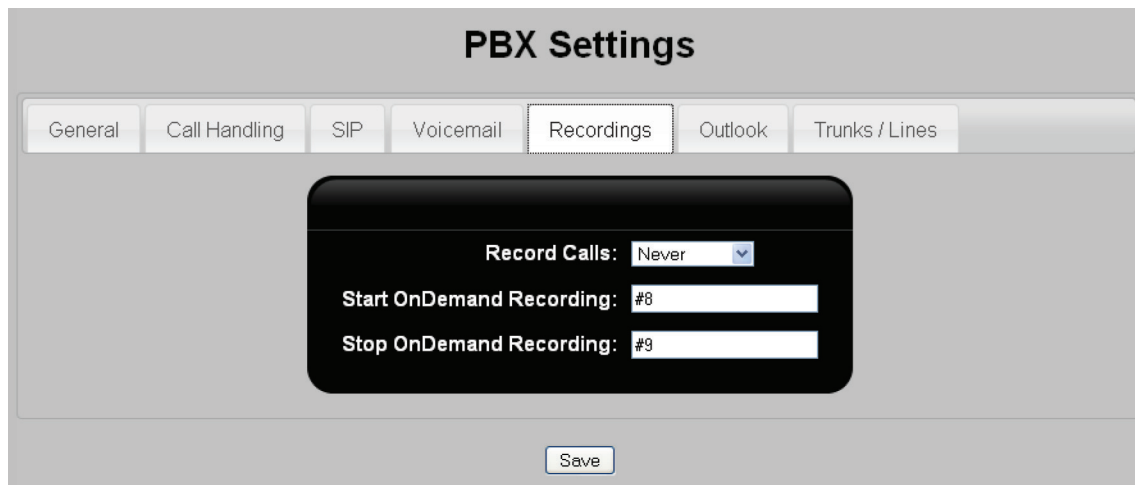 PBX Settings
General Call Handling SIP Voicemail Recordings Outlook Trunks / Lines
Record Calls: Never
Start OnDemand Recording: #8
Stop OnDemand Recording: #9
Save